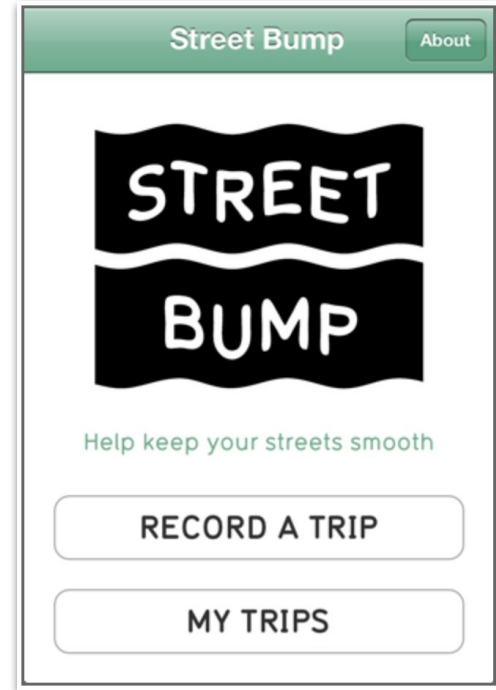 Street Bump
About
STREET
BUMP
Help keep your streets smooth
RECORD A TRIP
MY TRIPS